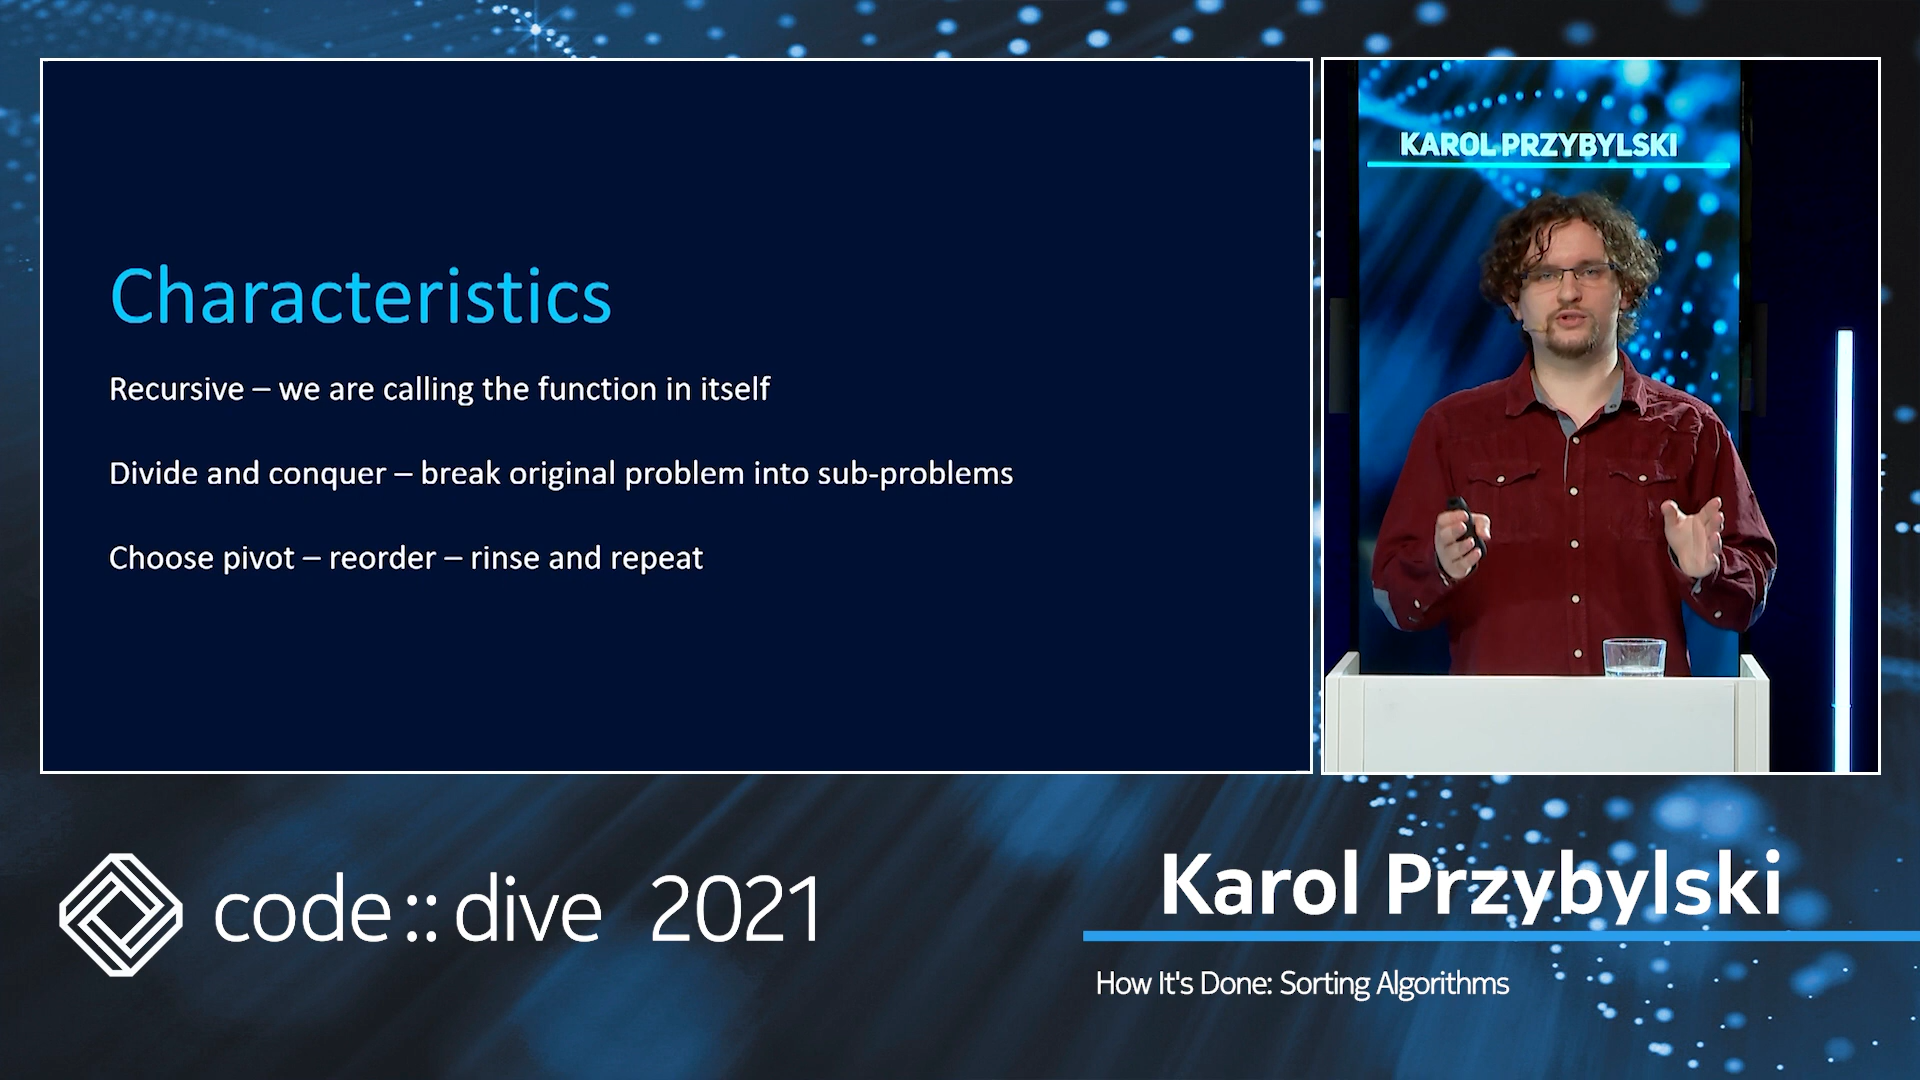 Characteristics
Recursive – we are calling the function in itself
Divide and conquer – break original problem into sub-problems
Choose pivot – reorder – rinse and repeat
KAROL PRZYBYLSKI
code::dive 2021
Karol Przybylski
How It's Done: Sorting Algorithms